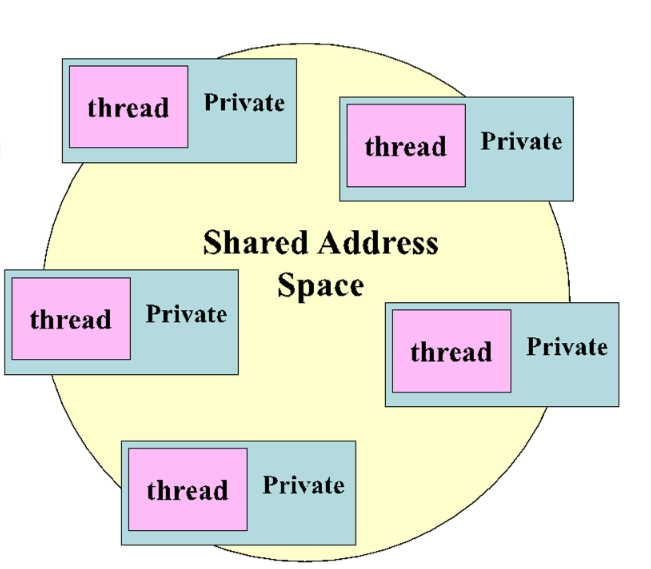 thread Private
thread Private
Shared Address
Space
thread Private
thread Private
thread Private